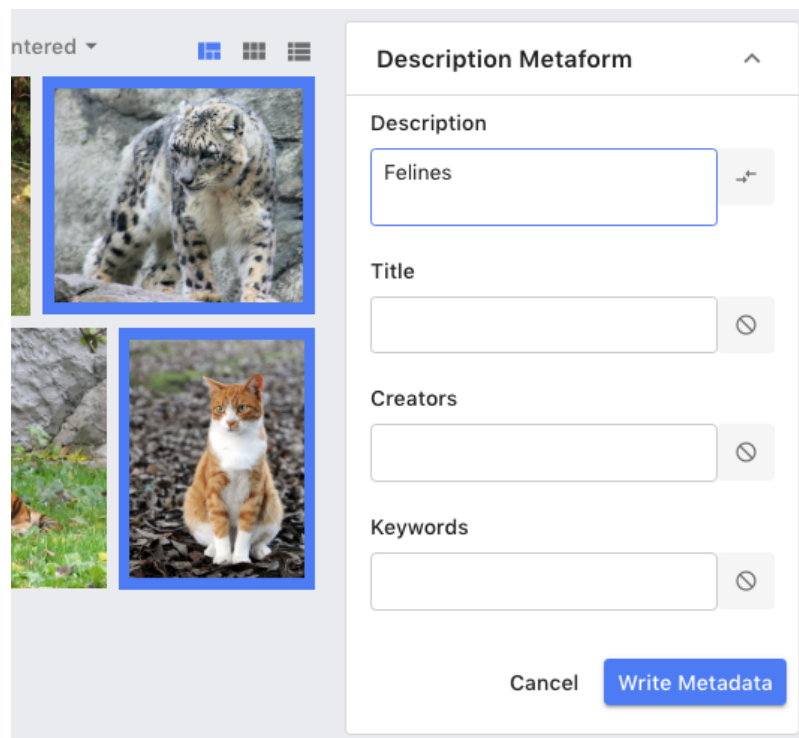 ntered
Description Metaform
Description
Felines
Title
Creators
Keywords
Cancel
Write Metadata